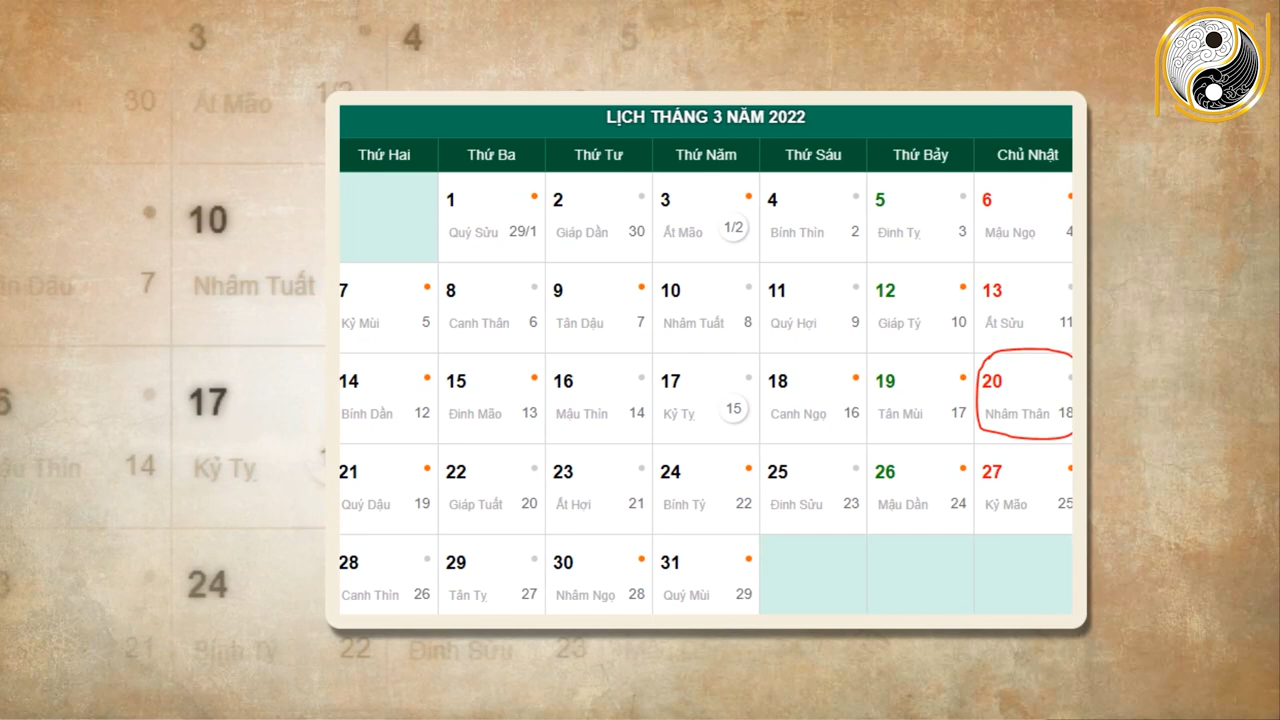 LỊCH THÁNG 3 NĂM 2022
Thứ Hai Thứ Ba Thứ Tư Thứ Năm Thứ Sáu Thứ Bảy Chủ Nhật
1 2 3 4 5 6
Quý Sửu 29/1 Giáp Dần 30 Ất Mão 1/2 Bính Thìn 2 Đinh Tỵ 3 Mậu Ngọ 4
7 8 9 10 11 12 13
Kỷ Mùi 5 Canh Thân 6 Tân Dậu 7 Nhâm Tuất 8 Quý Hợi 9 Giáp Tý 10 Ất Sửu 11
14 15 16 17 18 19 20
Bính Dần 12 Đinh Mão 13 Mậu Thìn 14 Kỷ Tỵ 15 Canh Ngọ 16 Tân Mùi 17 Nhâm Thân 18
21 22 23 24 25 26 27
Quý Dậu 19 Giáp Tuất 20 Ất Hợi 21 Bính Tý 22 Đinh Sửu 23 Mậu Dần 24 Kỷ Mão 25
28 29 30 31
Canh Thìn 26 Tân Tỵ 27 Nhâm Ngọ 28 Quý Mùi 29
3 4 5
30 Ất Mão 1/2
10
7 Nhâm Tuất
17
14 Kỷ Tỵ
24
21 Bính Tý 22 Đinh Sửu 23